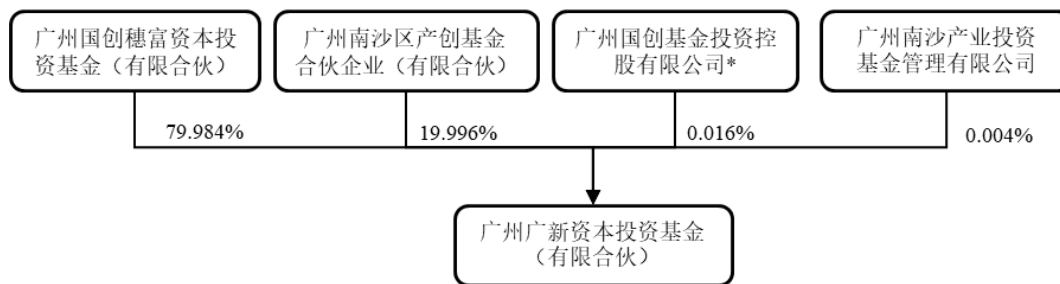 广州国创穗富资本投
资基金（有限合伙）
广州南沙区产创基金
合伙企业（有限合伙）
广州国创基金投资控
股有限公司*
广州南沙产业投资
基金管理有限公司
79.984%
19.996%
0.016%
0.004%
广州广新资本投资基金
（有限合伙）